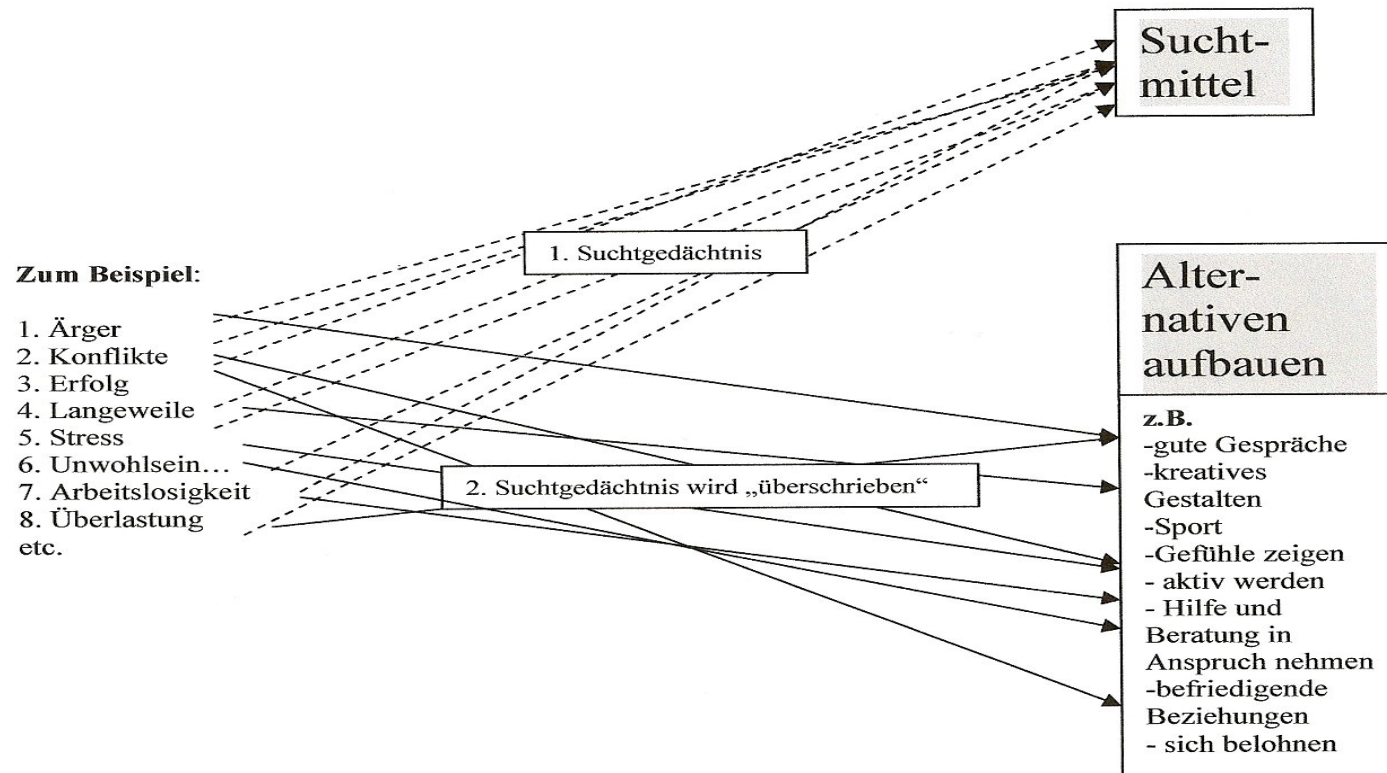 Sucht-
mittel
1. Suchtgedächtnis
Zum Beispiel:
1. Ärger
2. Konflikte
3. Erfolg
4. Langeweile
5. Stress
6. Unwohlsein…
7. Arbeitslosigkeit
8. Überlastung
etc.
2. Suchtgedächtnis wird „überschrieben“
Alter-
nativen
aufbauen
z.B.
-gute Gespräche
-kreatives
Gestalten
-Sport
-Gefühle zeigen
- aktiv werden
- Hilfe und
Beratung in
Anspruch nehmen
-befriedigende
Beziehungen
- sich belohnen